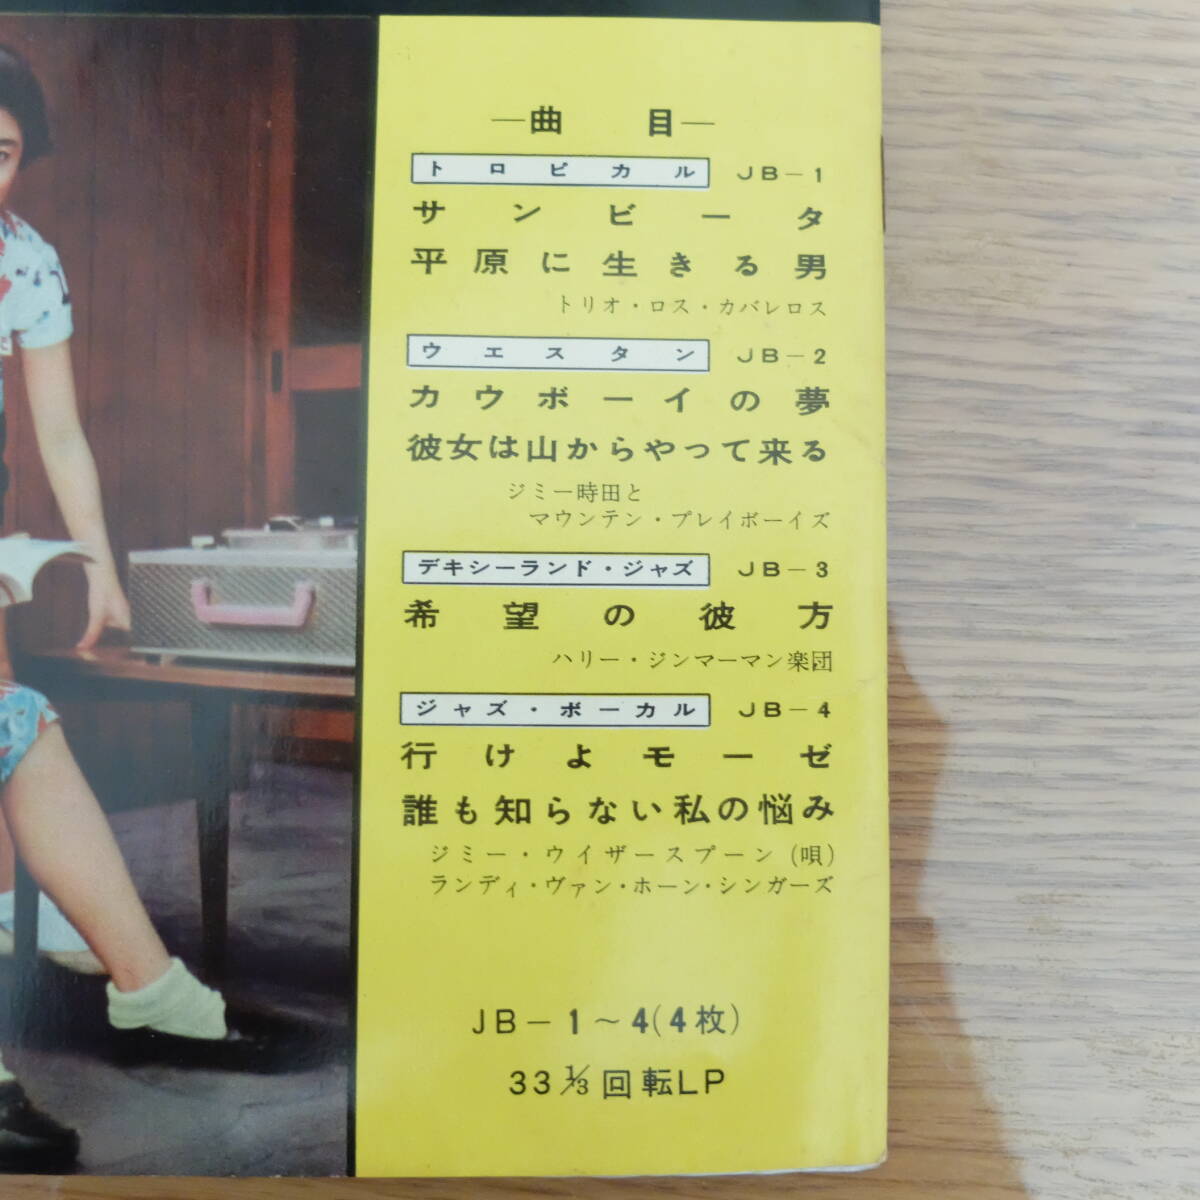 —曲目—
トロピカル JB−1
サンビータ
平原に生きる男
トリオ・ロス・カバレロス
ウエスタン JB−2
カウボーイの夢
彼女は山からやって来る
ジミー時田と
マウンテン・プレイボーイズ
デキシーランド・ジャズ JB−3
希望の彼方
ハリー・ジンマーマン楽団
ジャズ・ボーカル JB−4
行けよモーゼ
誰も知らない私の悩み
ジミー・ウイザースプーン(唄)
ランディ・ヴァン・ホーン・シンガーズ
JB−1〜4(4枚)
33⅓回転LP